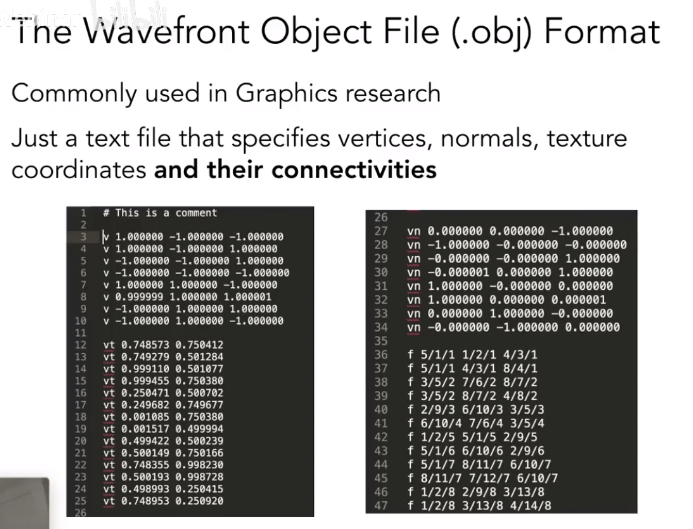 The Wavefront Object File (.obj) Format
Commonly used in Graphics research
Just a text file that specifies vertices, normals, texture
coordinates and their connectivities
1 # This is a comment
2
3 v 1.000000 -1.000000 -1.000000
4 v 1.000000 -1.000000 1.000000
5 v -1.000000 -1.000000 1.000000
6 v -1.000000 -1.000000 -1.000000
7 v 1.000000 1.000000 -1.000000
8 v 0.999999 1.000000 1.000001
9 v -1.000000 1.000000 1.000000
10 v -1.000000 1.000000 -1.000000
11
12 vt 0.748573 0.750412
13 vt 0.749279 0.501284
14 vt 0.999110 0.501077
15 vt 0.999455 0.750380
16 vt 0.250471 0.500702
17 vt 0.249682 0.749677
18 vt 0.001085 0.750380
19 vt 0.001517 0.499994
20 vt 0.499422 0.500239
21 vt 0.500149 0.750166
22 vt 0.748355 0.998230
23 vt 0.500193 0.998728
24 vt 0.498993 0.250415
25 vt 0.748953 0.250920
26
26
27 vn 0.000000 0.000000 -1.000000
28 vn -1.000000 -0.000000 -0.000000
29 vn -0.000000 -0.000000 1.000000
30 vn -0.000001 0.000000 1.000000
31 vn 1.000000 -0.000000 0.000000
32 vn 1.000000 0.000000 0.000001
33 vn 0.000000 1.000000 -0.000000
34 vn -0.000000 -1.000000 0.000000
35
36 f 5/1/1 1/2/1 4/3/1
37 f 5/1/1 4/3/1 8/4/1
38 f 3/5/2 7/6/2 8/7/2
39 f 3/5/2 8/7/2 4/8/2
40 f 2/9/3 6/10/3 3/5/3
41 f 6/10/4 7/6/4 3/5/4
42 f 1/2/5 5/1/5 2/9/5
43 f 5/1/6 6/10/6 2/9/6
44 f 5/1/7 8/11/7 6/10/7
45 f 8/11/7 7/12/7 6/10/7
46 f 1/2/8 2/9/8 3/13/8
47 f 1/2/8 3/13/8 4/14/8